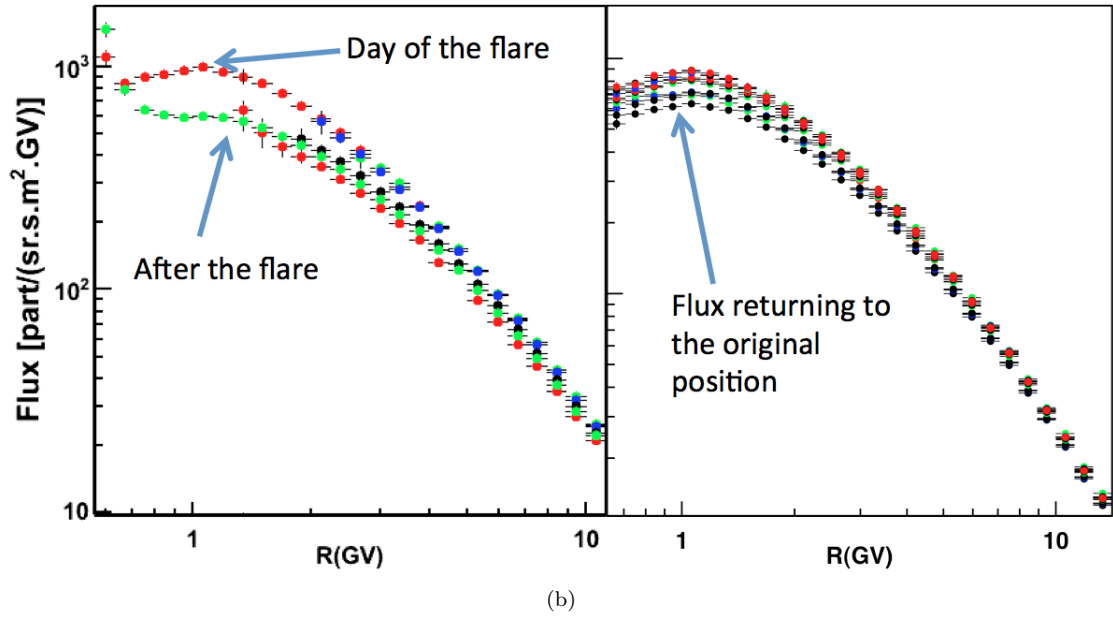 Flux [part/(sr.s.m².GV)]
10³
10²
10
Day of the flare
After the flare
1
10
R(GV)
Flux returning to
the original
position
1
10
R(GV)
(b)